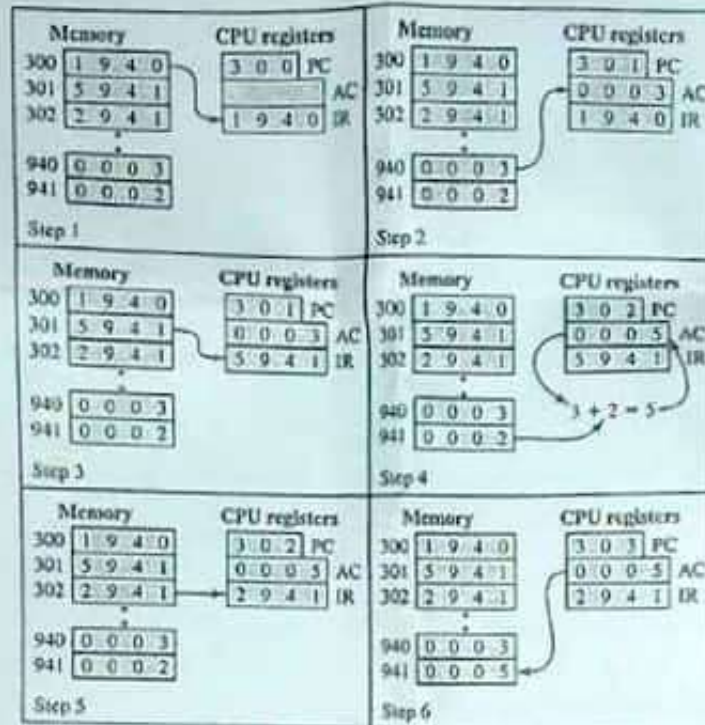 Memory CPU registers
300 1 9 4 0 3 0 0 PC
301 5 9 4 1 AC
302 2 9 4 1 1 9 4 0 IR
940 0 0 0 3
941 0 0 0 2
Step 1
Memory CPU registers
300 1 9 4 0 3 0 1 PC
301 5 9 4 1 0 0 0 3 AC
302 2 9 4 1 1 9 4 0 IR
940 0 0 0 3
941 0 0 0 2
Step 2
Memory CPU registers
300 1 9 4 0 3 0 1 PC
301 5 9 4 1 0 0 0 3 AC
302 2 9 4 1 5 9 4 1 IR
940 0 0 0 3
941 0 0 0 2
Step 3
Memory CPU registers
300 1 9 4 0 3 0 2 PC
301 5 9 4 1 0 0 0 5 AC
302 2 9 4 1 5 9 4 1 IR
940 0 0 0 3 3 + 2 = 5
941 0 0 0 2
Step 4
Memory CPU registers
300 1 9 4 0 3 0 2 PC
301 5 9 4 1 0 0 0 5 AC
302 2 9 4 1 2 9 4 1 IR
940 0 0 0 3
941 0 0 0 2
Step 5
Memory CPU registers
300 1 9 4 0 3 0 3 PC
301 5 9 4 1 0 0 0 5 AC
302 2 9 4 1 2 9 4 1 IR
940 0 0 0 3
941 0 0 0 5
Step 6